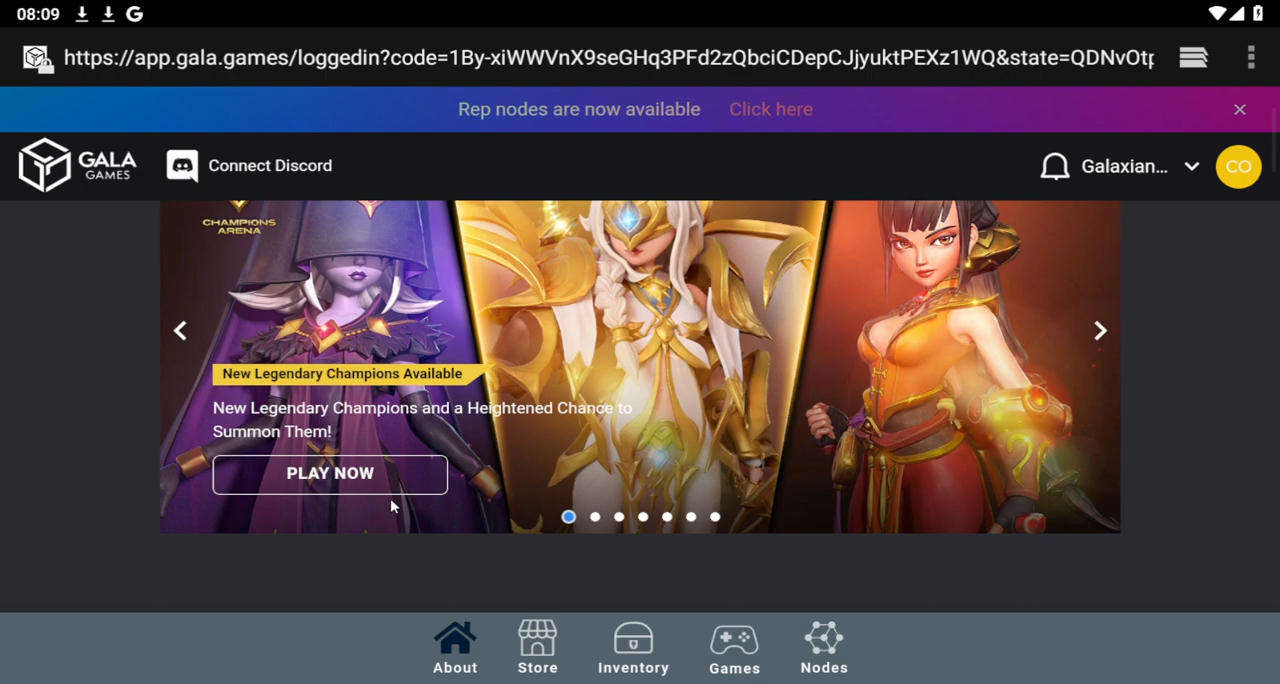 08:09
https://app.gala.games/loggedin?code=1By-xiWWVnX9seGHq3PFd2zQbciCDepCJjyuktPEXz1WQ&state=QDNvOtp
Rep nodes are now available Click here
GALA GAMES
Connect Discord
Galaxian...
CO
CHAMPIONS
ARENA
New Legendary Champions Available
New Legendary Champions and a Heightened Chance to
Summon Them!
PLAY NOW
About Store Inventory Games Nodes